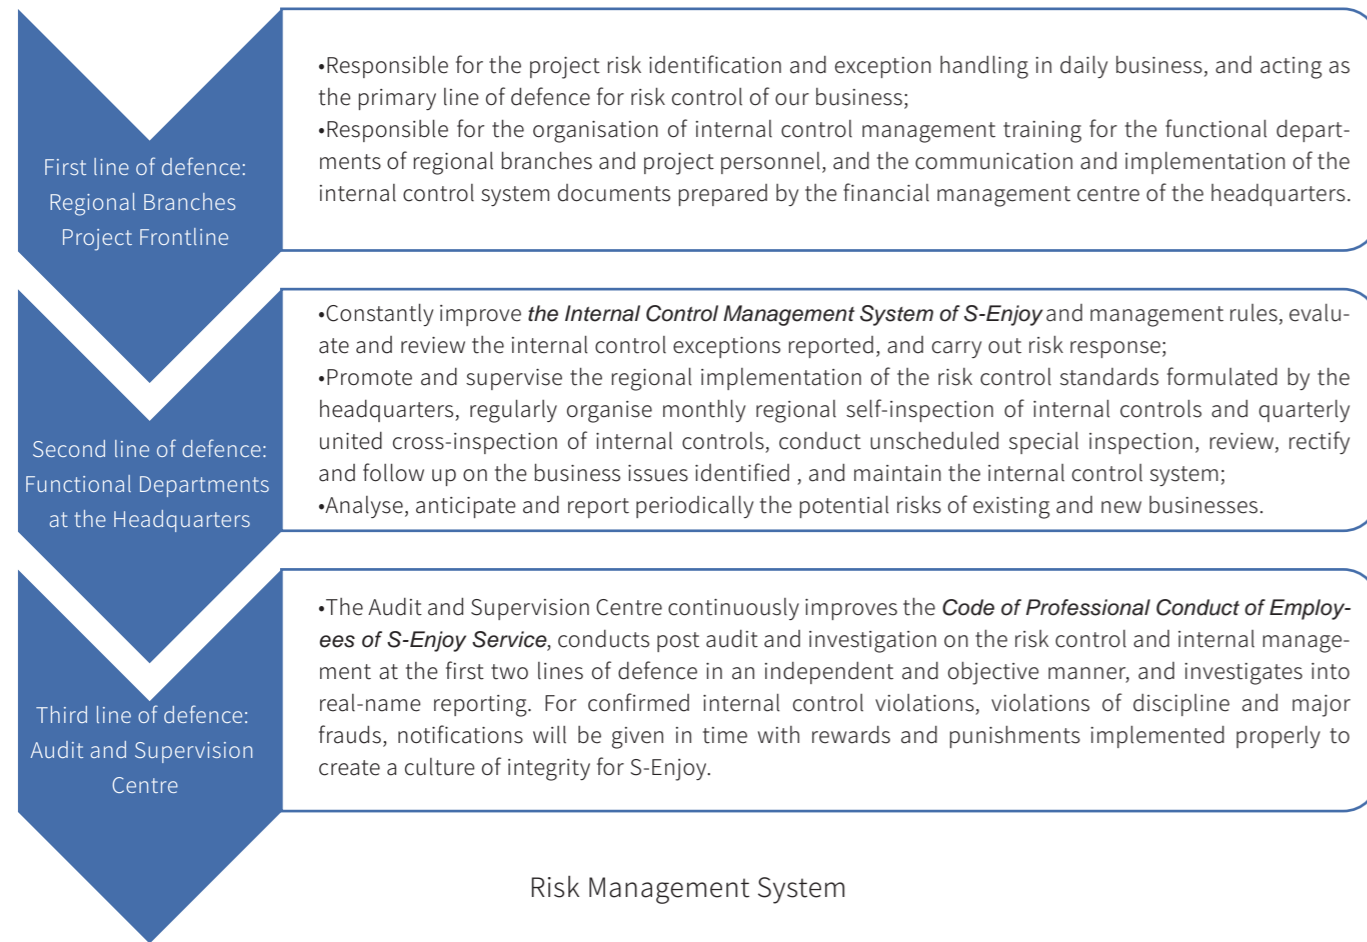 First line of defence:
Regional Branches
Project Frontline
•Responsible for the project risk identification and exception handling in daily business, and acting as
the primary line of defence for risk control of our business;
•Responsible for the organisation of internal control management training for the functional depart-
ments of regional branches and project personnel, and the communication and implementation of the
internal control system documents prepared by the financial management centre of the headquarters.
Second line of defence:
Functional Departments
at the Headquarters
•Constantly improve the Internal Control Management System of S-Enjoy and management rules, evalu-
ate and review the internal control exceptions reported, and carry out risk response;
•Promote and supervise the regional implementation of the risk control standards formulated by the
headquarters, regularly organise monthly regional self-inspection of internal controls and quarterly
united cross-inspection of internal controls, conduct unscheduled special inspection, review, rectify
and follow up on the business issues identified , and maintain the internal control system;
•Analyse, anticipate and report periodically the potential risks of existing and new businesses.
Third line of defence:
Audit and Supervision
Centre
•The Audit and Supervision Centre continuously improves the Code of Professional Conduct of Employ-
ees of S-Enjoy Service, conducts post audit and investigation on the risk control and internal manage-
ment at the first two lines of defence in an independent and objective manner, and investigates into
real-name reporting. For confirmed internal control violations, violations of discipline and major
frauds, notifications will be given in time with rewards and punishments implemented properly to
create a culture of integrity for S-Enjoy.
Risk Management System